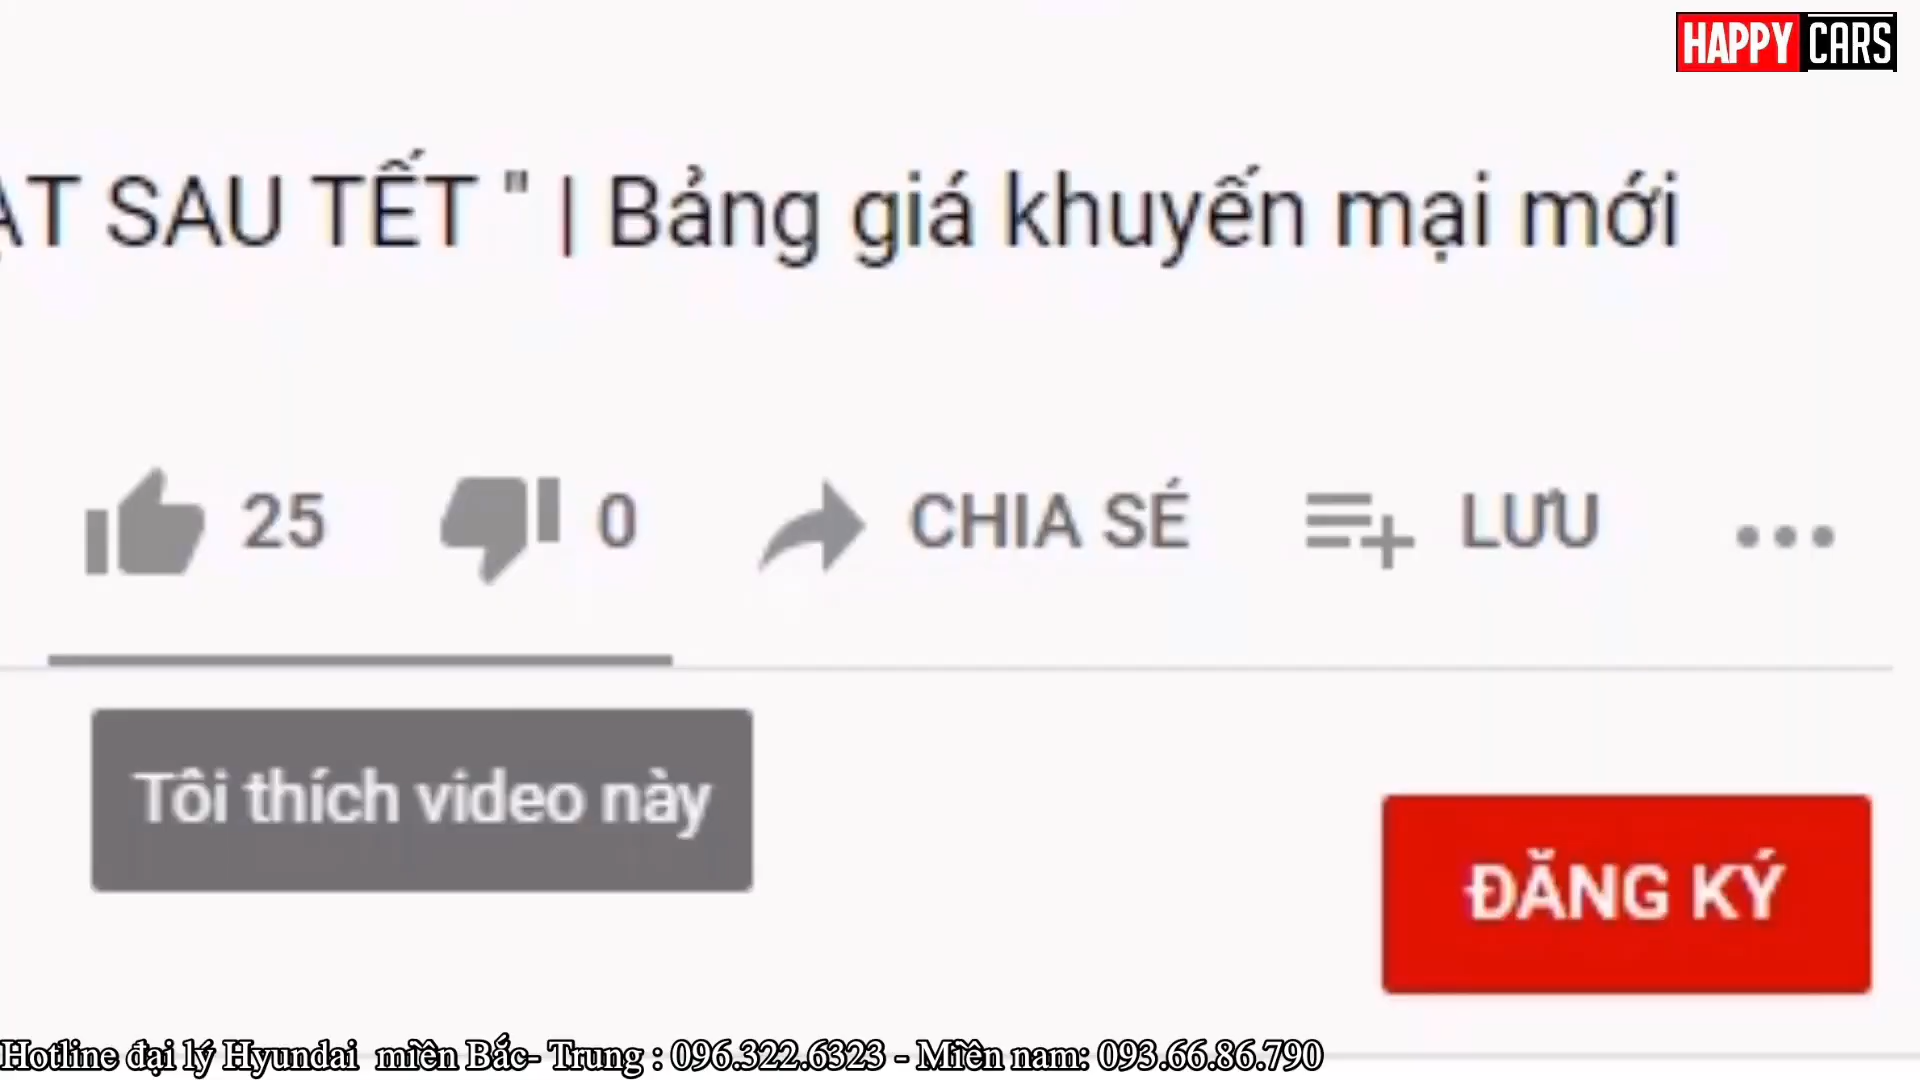 HAPPY CARS
ẠT SAU TẾT " | Bảng giá khuyến mại mới
25 0 CHIA SẺ LƯU
Tôi thích video này
ĐĂNG KÝ
Hotline đại lý Hyundai miền Bắc- Trung : 096.322.6323 - Miền nam: 093.66.86.790